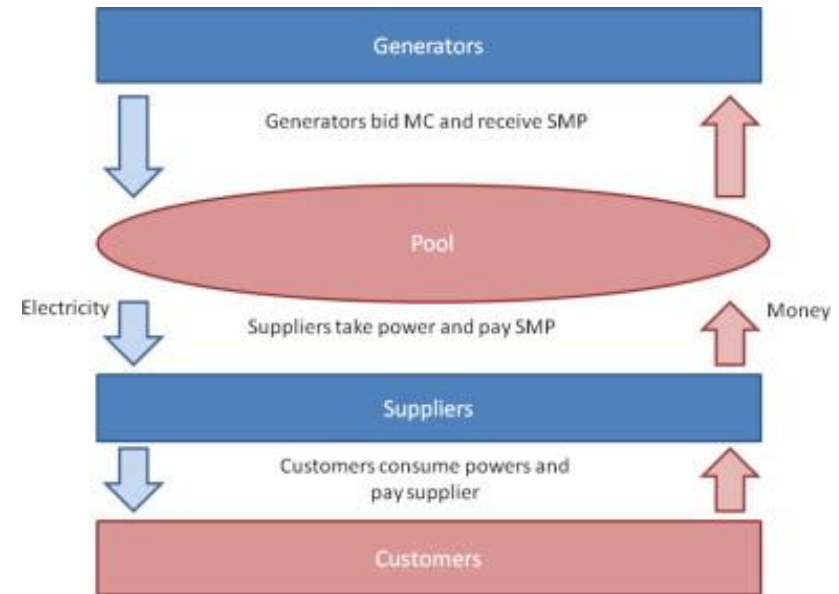 Generators
Generators bid MC and receive SMP
Pool
Electricity
Money
Suppliers take power and pay SMP
Suppliers
Customers consume powers and
pay supplier
Customers